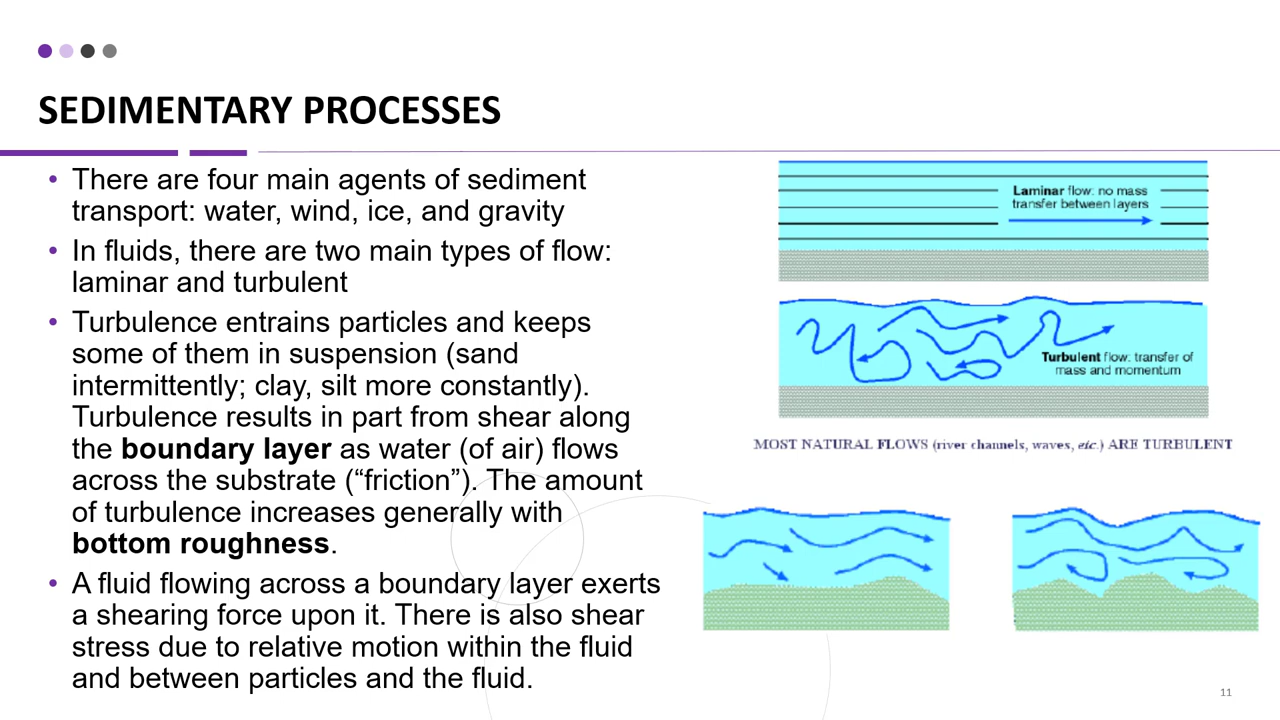 SEDIMENTARY PROCESSES
• There are four main agents of sediment
transport: water, wind, ice, and gravity
• In fluids, there are two main types of flow:
laminar and turbulent
• Turbulence entrains particles and keeps
some of them in suspension (sand
intermittently; clay, silt more constantly).
Turbulence results in part from shear along
the boundary layer as water (of air) flows
across the substrate (“friction”). The amount
of turbulence increases generally with
bottom roughness.
• A fluid flowing across a boundary layer exerts
a shearing force upon it. There is also shear
stress due to relative motion within the fluid
and between particles and the fluid.
Laminar flow: no mass
transfer between layers
Turbulent flow: transfer of
mass and momentum
MOST NATURAL FLOWS (river channels, waves, etc.) ARE TURBULENT
11